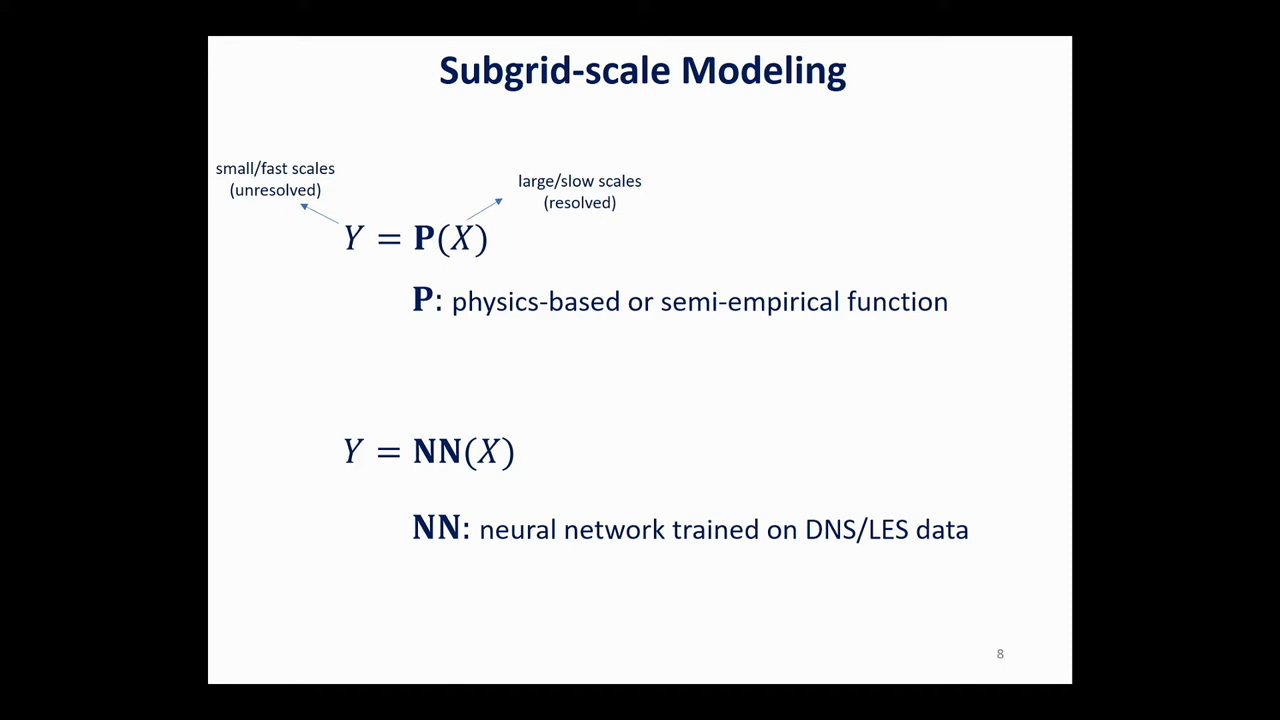 Subgrid-scale Modeling
small/fast scales
(unresolved)
large/slow scales
(resolved)
Y = P(X)
P: physics-based or semi-empirical function
Y = NN(X)
NN: neural network trained on DNS/LES data
8